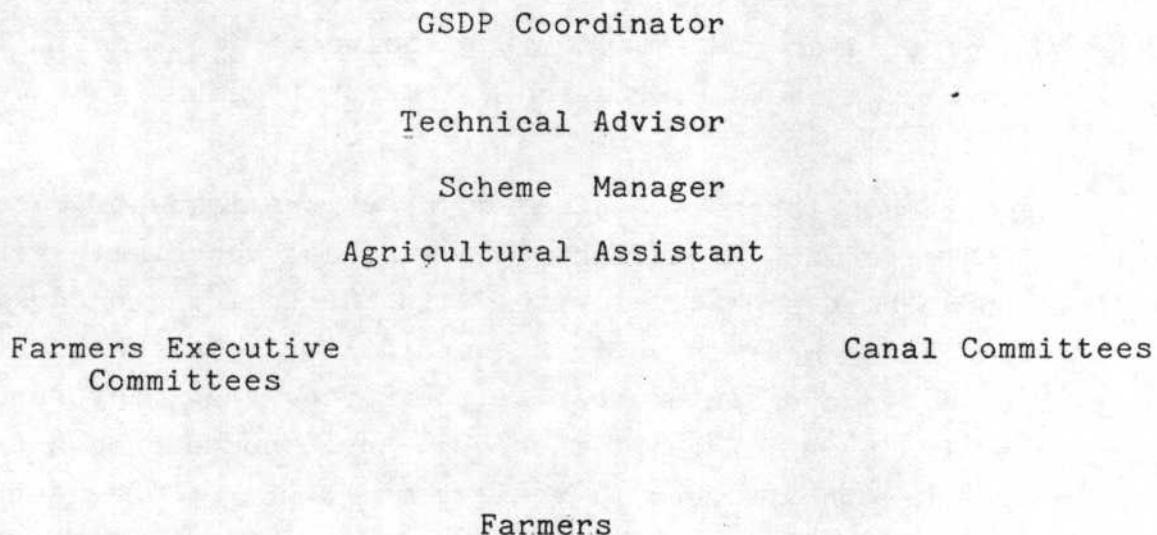 GSDP Coordinator
Technical Advisor
Scheme Manager
Agricultural Assistant
Farmers Executive
Committees
Canal Committees
Farmers